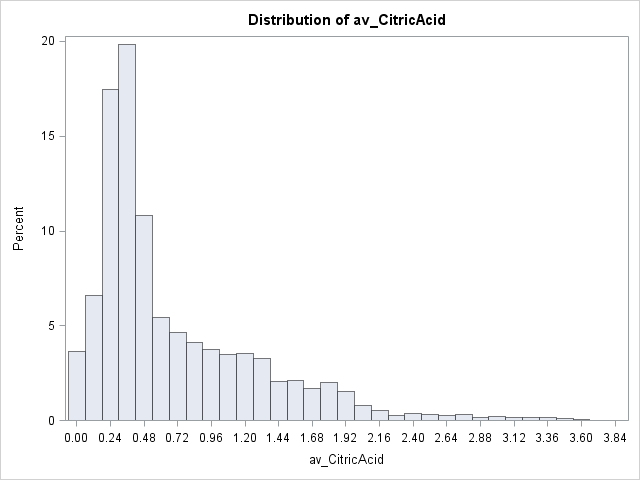 Distribution of av_CitricAcid
20
15
10
5
0
Percent
0.00 0.24 0.48 0.72 0.96 1.20 1.44 1.68 1.92 2.16 2.40 2.64 2.88 3.12 3.36 3.60 3.84
av_CitricAcid